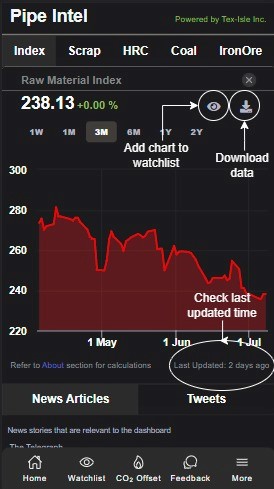 Pipe Intel
Powered by Tex-Isle Inc.
Index Scrap HRC Coal IronOre
Raw Material Index
238.13 +0.00 %
1W 1M 3M 6M 1Y 2Y
Add chart to
watchlist
Download
data
300
280
260
240
220
Check last
updated time
1 May 1 Jun 1 Jul
Refer to About section for calculations
Last Updated: 2 days ago
News Articles Tweets
News stories that are relevant to the dashboard
The Telegraph
Home Watchlist CO₂ Offset Feedback More